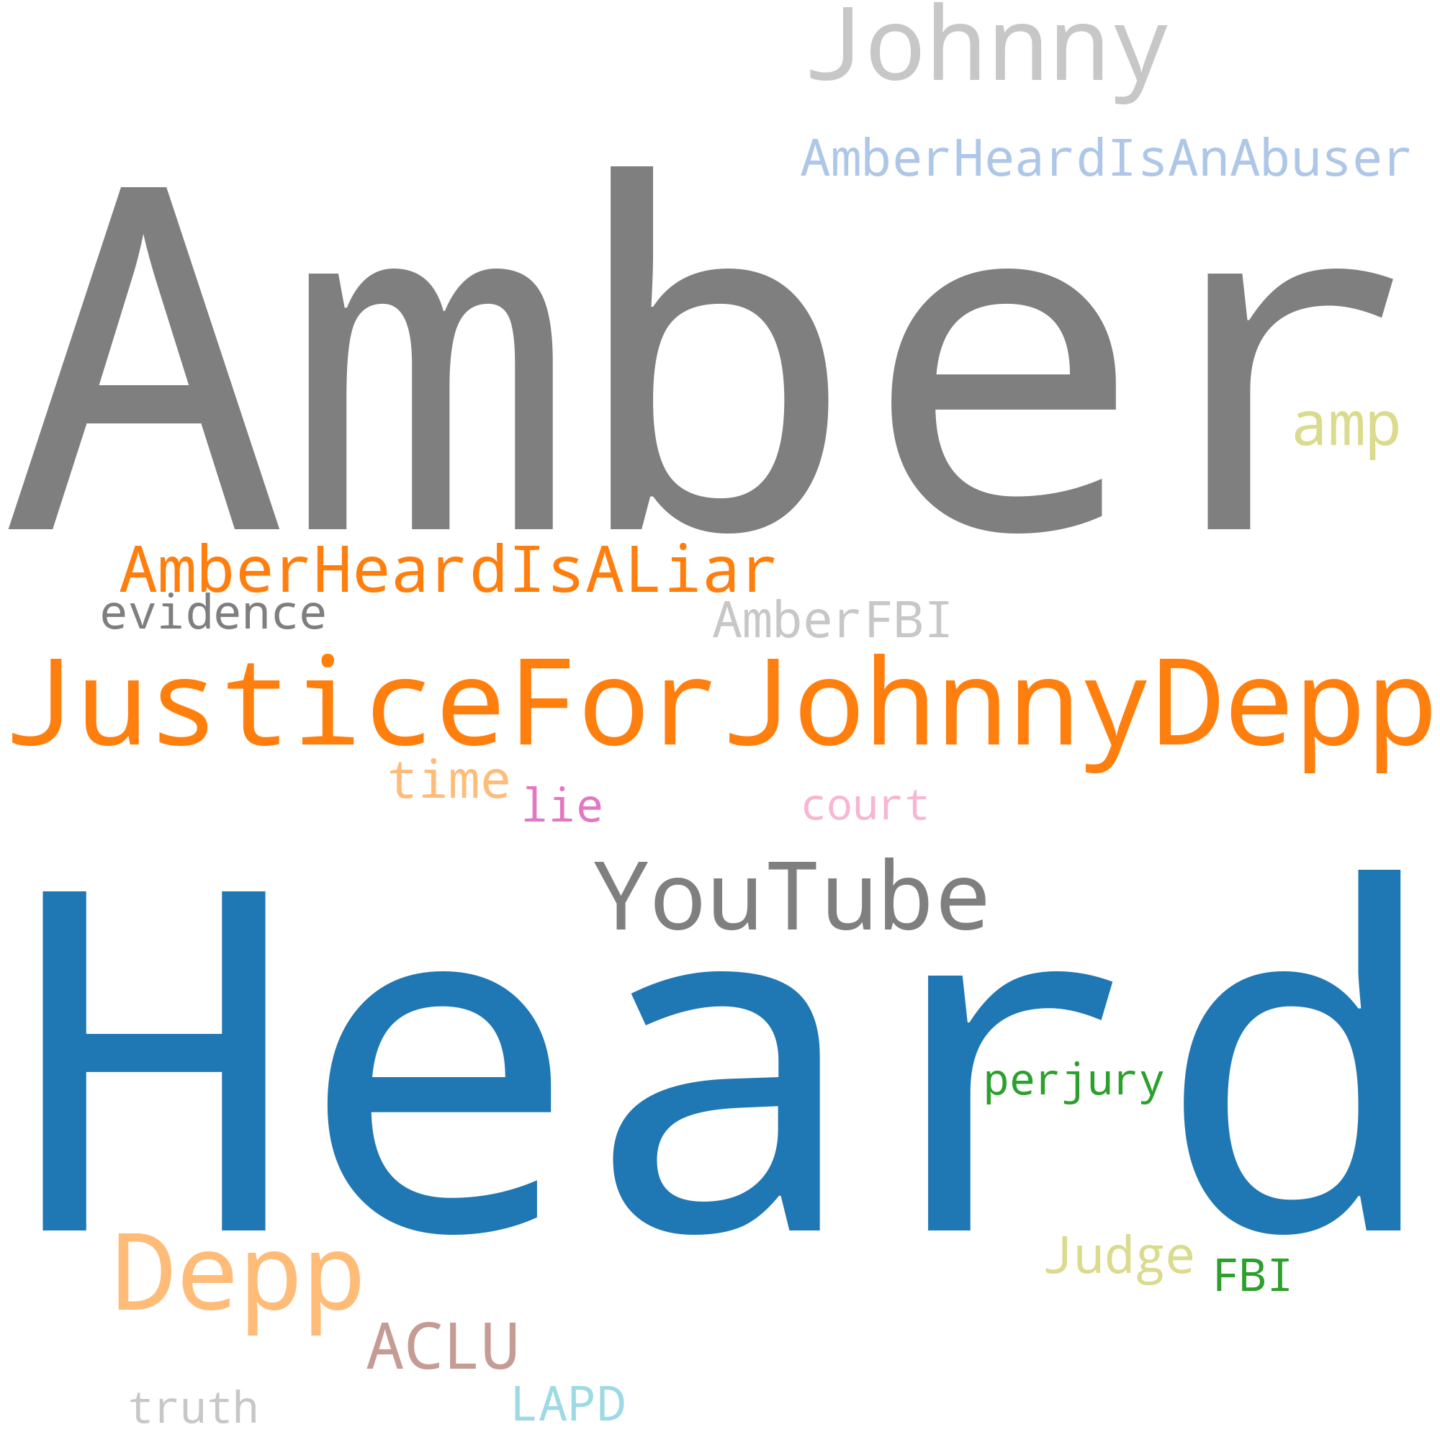 Johnny
AmberHeardIsAnAbuser
Amber
amp
AmberHeardIsALiar
evidence
AmberFBI
JusticeForJohnnyDepp
time
lie
court
YouTube
Heard
perjury
Depp
Judge
FBI
ACLU
truth
LAPD